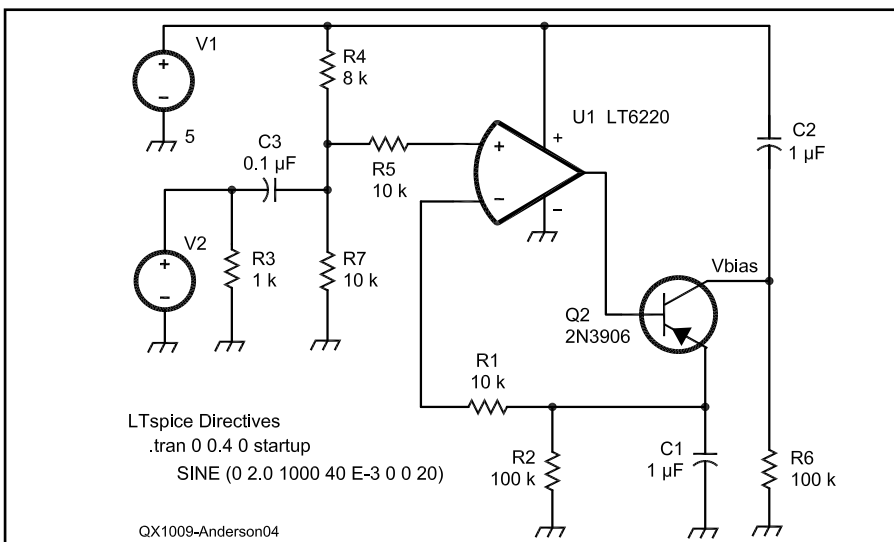 V1
+
−
5
R4
8 k
U1 LT6220
C3
0.1 µF
R5
10 k
+
−
+
−
C2
1 µF
V2
+
−
R3
1 k
R7
10 k
Vbias
Q2
2N3906
R1
10 k
LTspice Directives
.tran 0 0.4 0 startup
SINE (0 2.0 1000 40 E-3 0 0 20)
R2
100 k
C1
1 µF
R6
100 k
QX1009-Anderson04